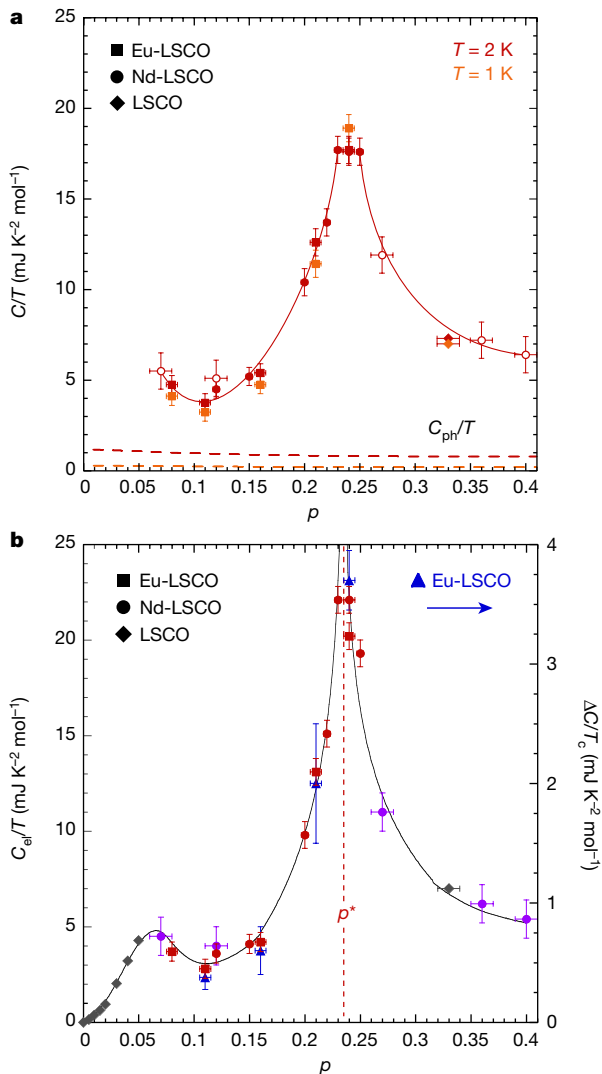 a
25
20
15
10
5
0
Eu-LSCO
Nd-LSCO
LSCO
T = 2 K
T = 1 K
C/T (mJ K⁻² mol⁻¹)
C_ph/T
0 0.05 0.10 0.15 0.20 0.25 0.30 0.35 0.4
p
b
25
20
15
10
5
0
Eu-LSCO
Nd-LSCO
LSCO
Eu-LSCO
C_el/T (mJ K⁻² mol⁻¹)
p*
4
3
2
1
0
ΔC/T_c (mJ K⁻² mol⁻¹)
0 0.05 0.10 0.15 0.20 0.25 0.30 0.35 0.4
p